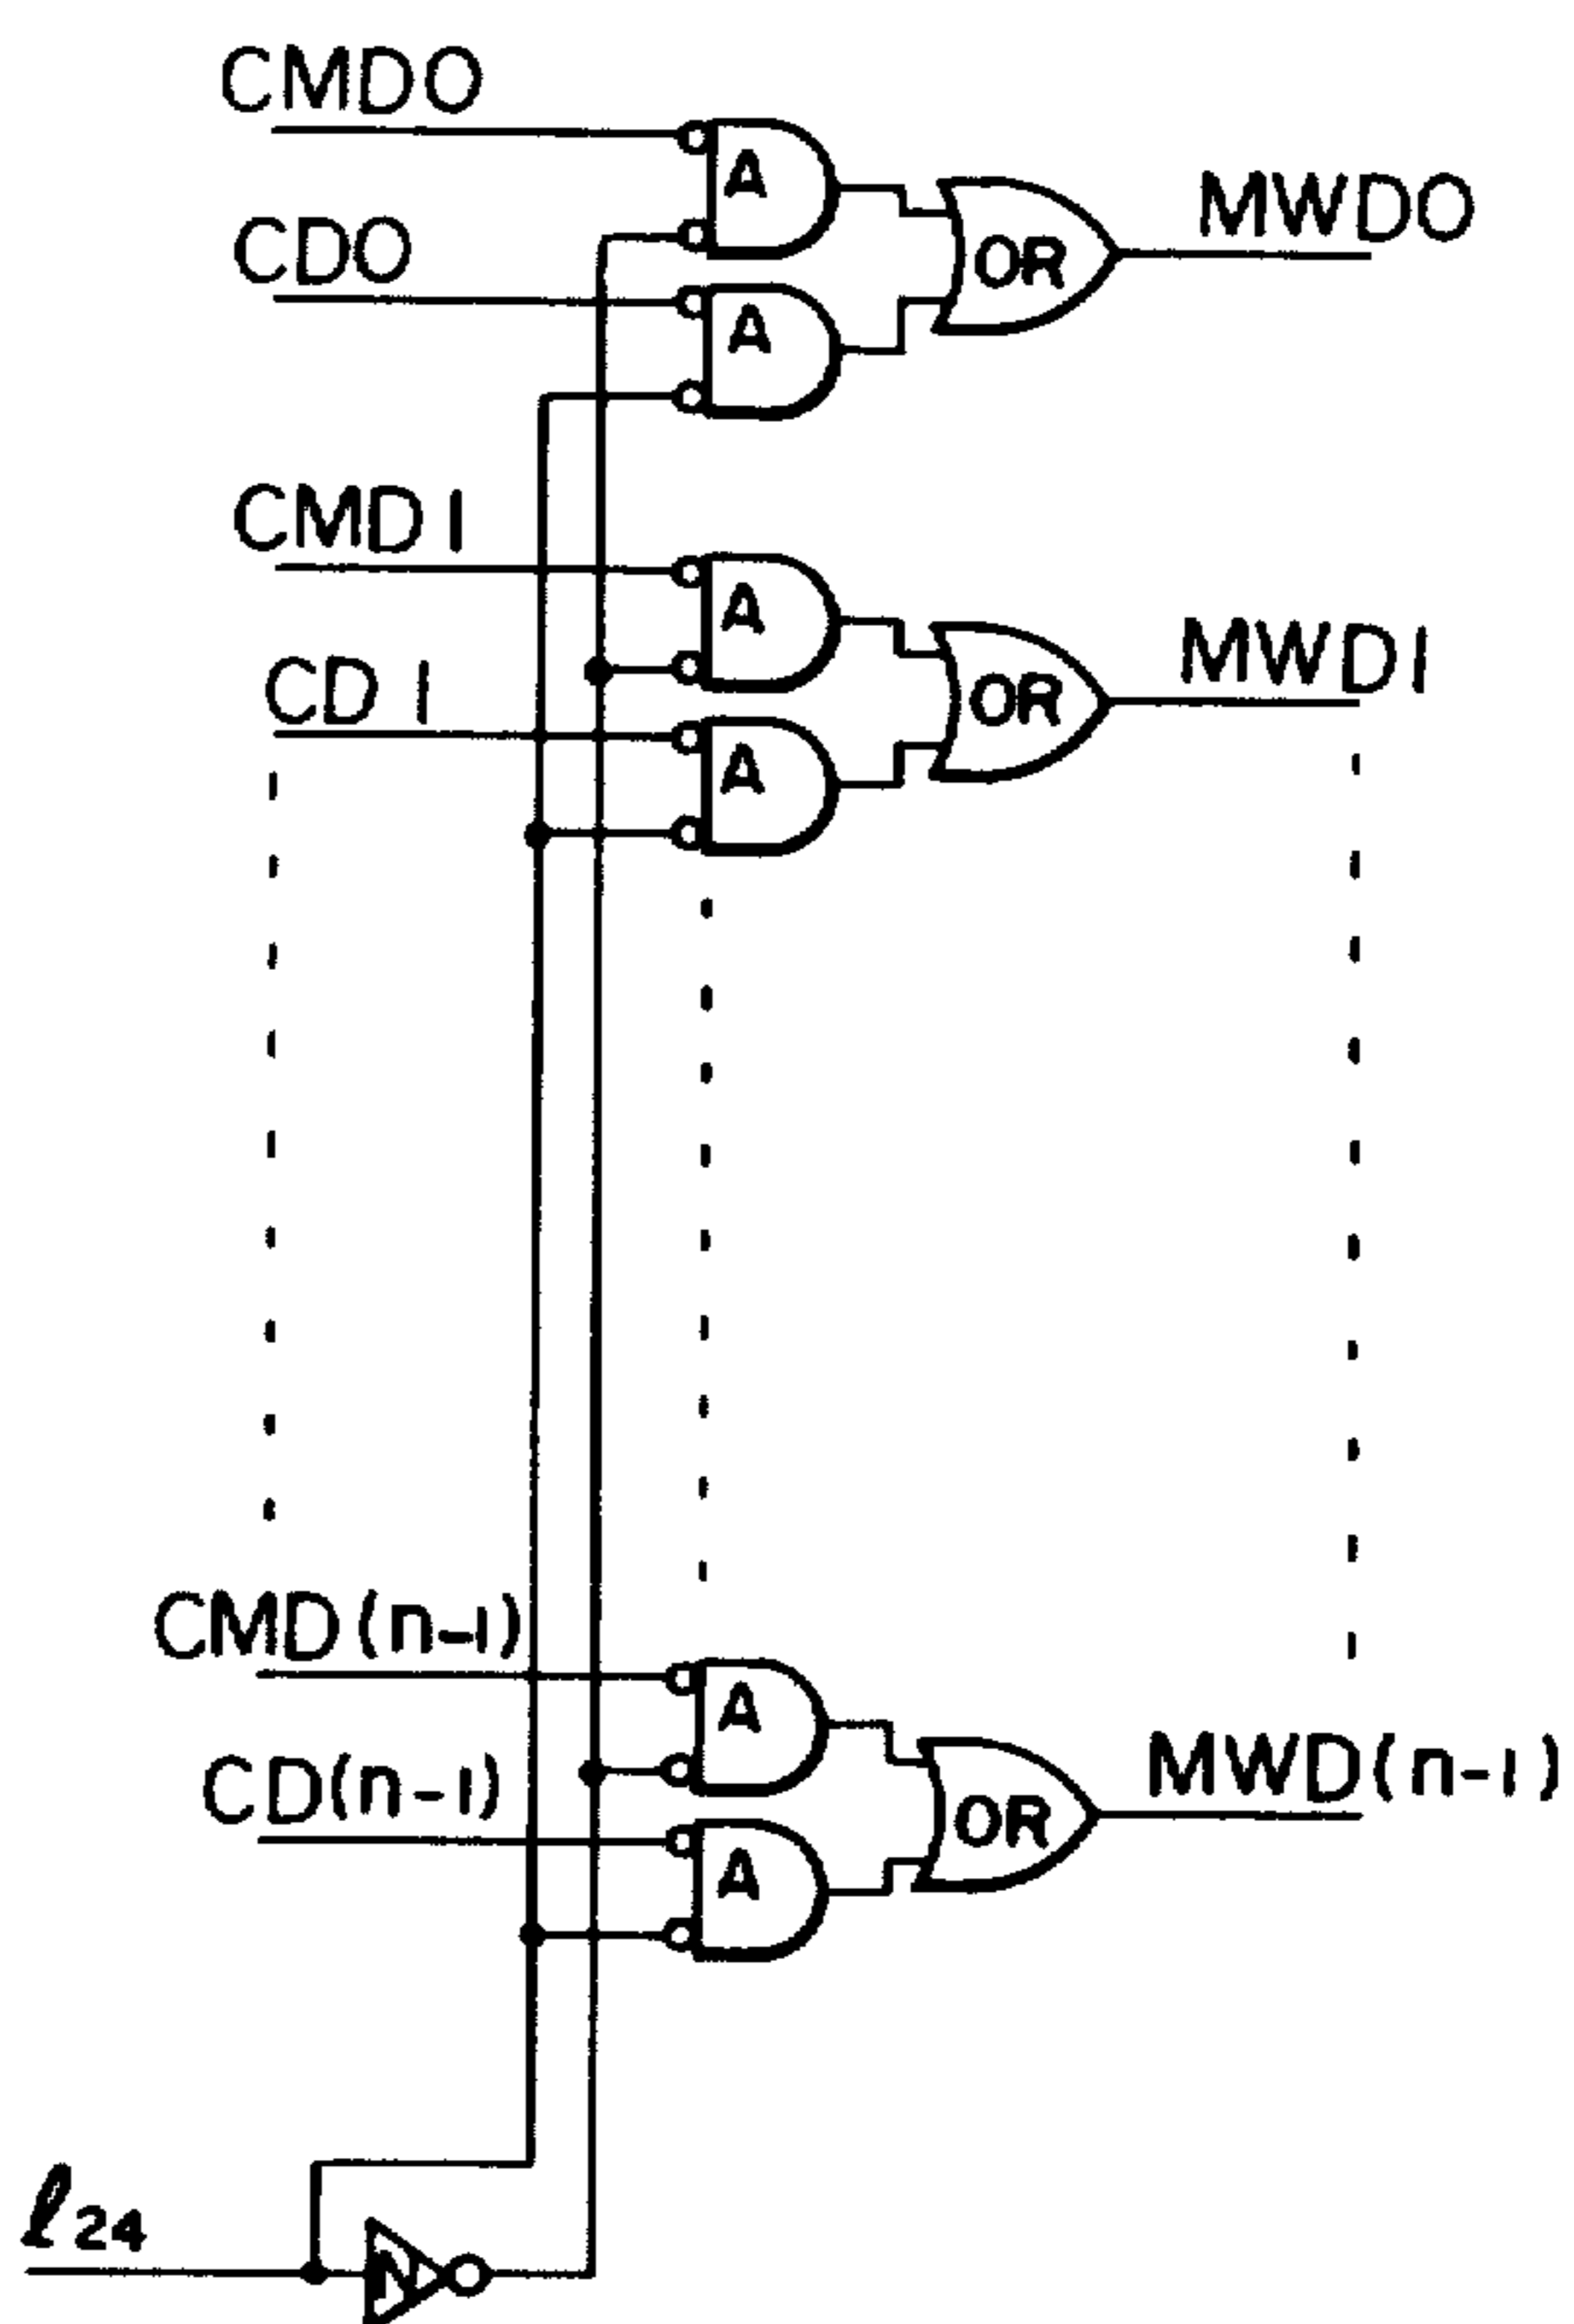 CMD0
A
MWD0
CD0
OR
A
CMD1
A
MWD1
CD1
OR
A
CMD(n-1)
A
MWD(n-1)
CD(n-1)
OR
A
ℓ24
N